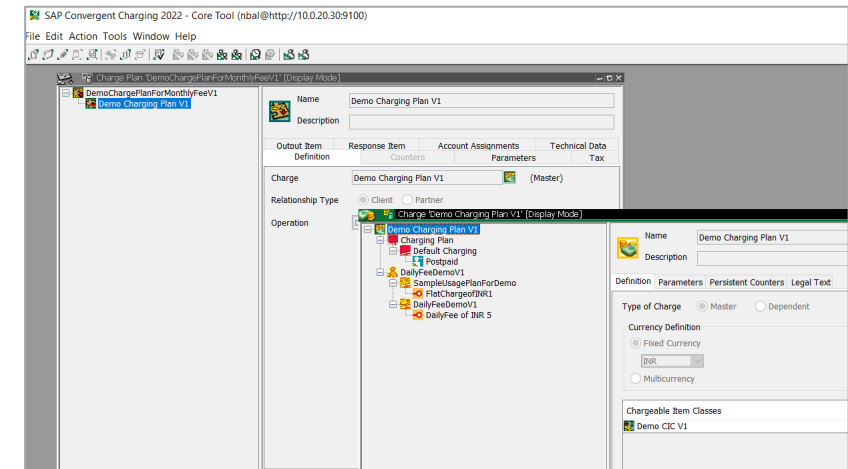 SAP Convergent Charging 2022 - Core Tool (nbal@http://10.0.20.30:9100)
File Edit Action Tools Window Help
Charge Plan 'DemoChargePlanForMonthlyFeeV1' [Display Mode]
DemoChargePlanForMonthlyFeeV1
Demo Charging Plan V1
Name
Demo Charging Plan V1
Description
Output Item Response Item Account Assignments Technical Data
Definition Counters Parameters Tax
Charge
Demo Charging Plan V1
(Master)
Relationship Type
Client Partner
Operation
Charge 'Demo Charging Plan V1' [Display Mode]
Demo Charging Plan V1
Charging Plan
Default Charging
Postpaid
DailyFeeDemoV1
SampleUsagePlanForDemo
FlatChargeofINR1
DailyFeeDemoV1
DailyFee of INR 5
Name
Demo Charging Plan V1
Description
Definition Parameters Persistent Counters Legal Text
Type of Charge Master Dependent
Currency Definition
Fixed Currency
INR
Multicurrency
Chargeable Item Classes
Demo CIC V1